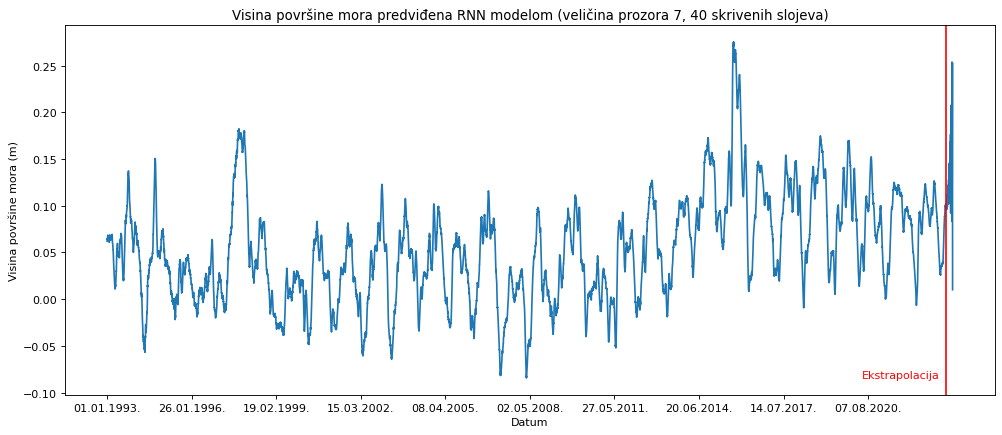 Visina površine mora predviđena RNN modelom (veličina prozora 7, 40 skrivenih slojeva)
Visina površine mora (m)
0.25
0.20
0.15
0.10
0.05
0.00
−0.05
−0.10
Ekstrapolacija
01.01.1993. 26.01.1996. 19.02.1999. 15.03.2002. 08.04.2005. 02.05.2008. 27.05.2011. 20.06.2014. 14.07.2017. 07.08.2020.
Datum